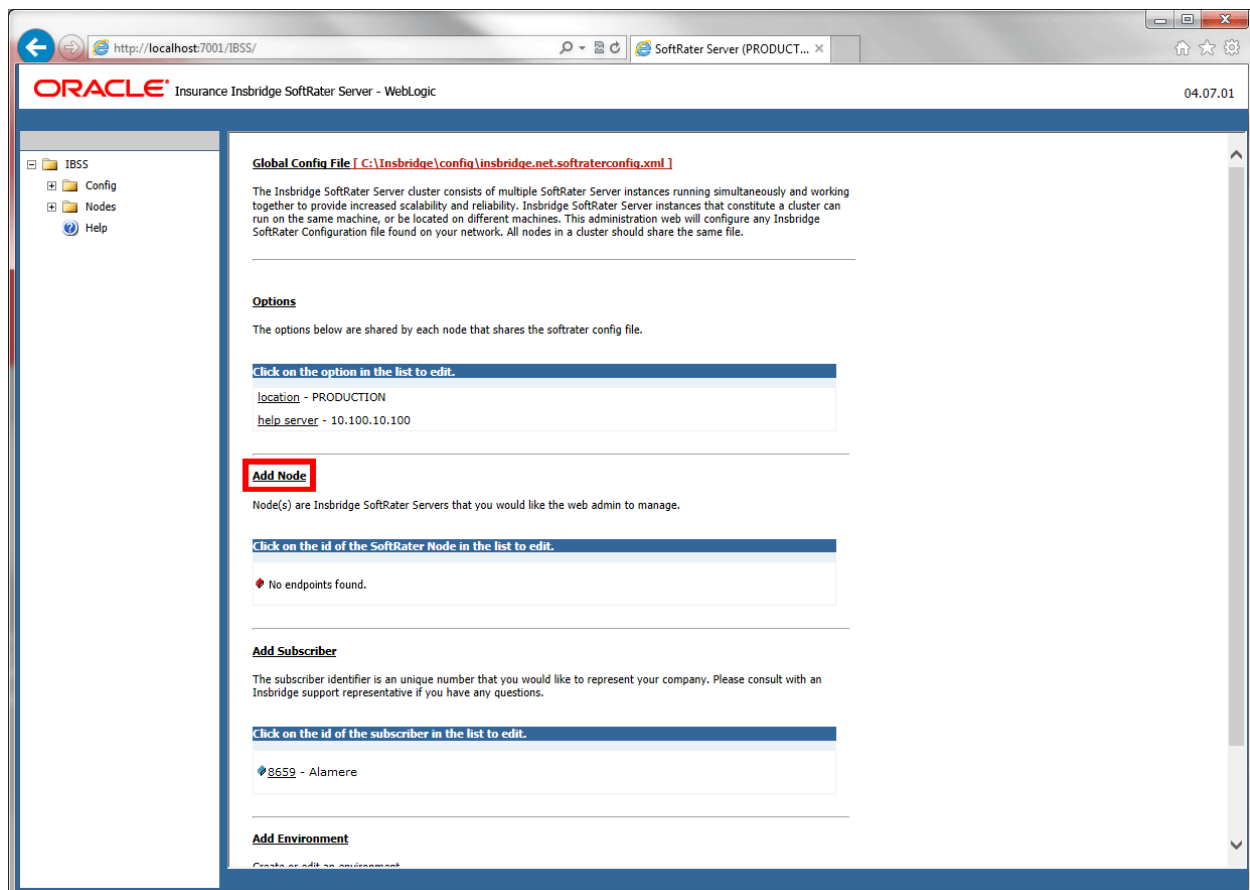 http://localhost:7001/IBSS/
SoftRater Server (PRODUCT...
ORACLE Insurance Insbridge SoftRater Server - WebLogic
04.07.01
IBSS
Config
Nodes
Help
Global Config File [ C:\Insbridge\config\insbridge.net.softraterconfig.xml ]
The Insbridge SoftRater Server cluster consists of multiple SoftRater Server instances running simultaneously and working
together to provide increased scalability and reliability. Insbridge SoftRater Server instances that constitute a cluster can
run on the same machine, or be located on different machines. This administration web will configure any Insbridge
SoftRater Configuration file found on your network. All nodes in a cluster should share the same file.
Options
The options below are shared by each node that shares the softrater config file.
Click on the option in the list to edit.
location - PRODUCTION
help server - 10.100.10.100
Add Node
Node(s) are Insbridge SoftRater Servers that you would like the web admin to manage.
Click on the id of the SoftRater Node in the list to edit.
No endpoints found.
Add Subscriber
The subscriber identifier is an unique number that you would like to represent your company. Please consult with an
Insbridge support representative if you have any questions.
Click on the id of the subscriber in the list to edit.
8659 - Alamere
Add Environment
Create or edit an environment